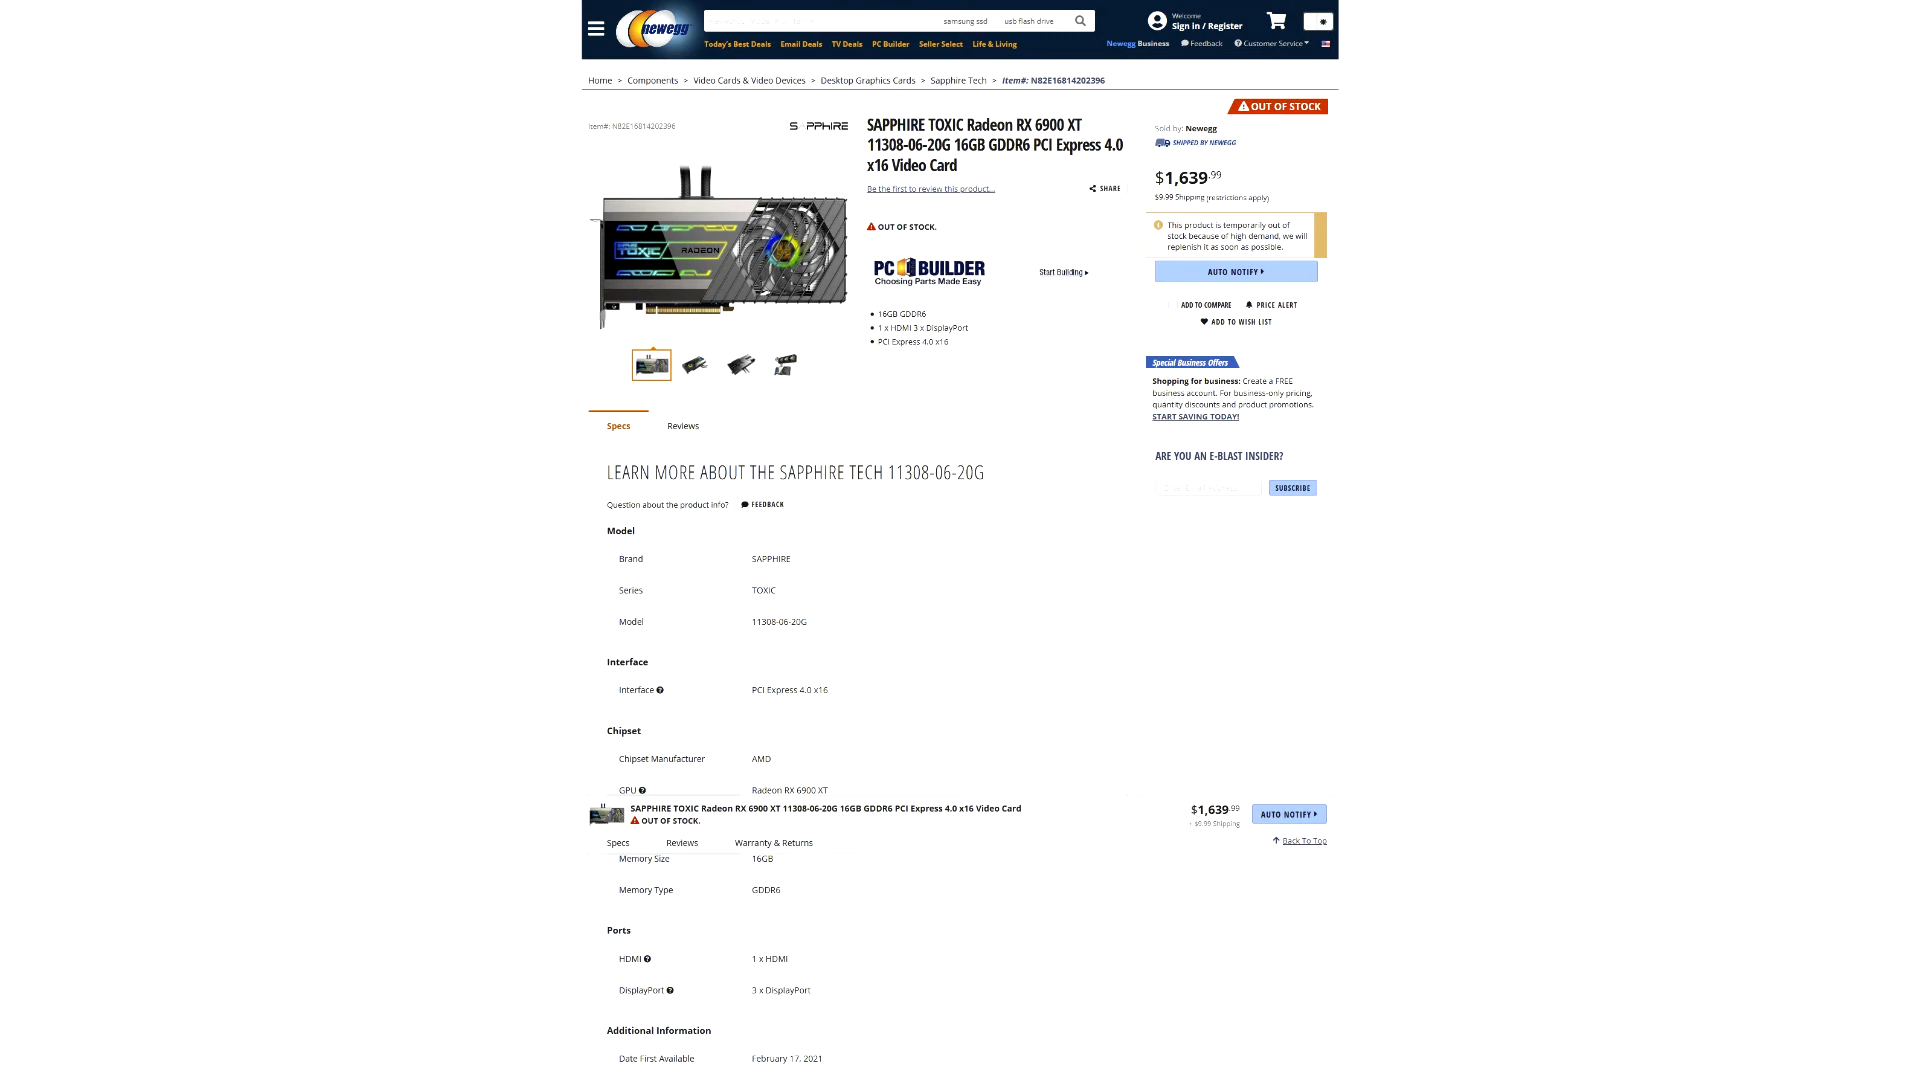 newegg
samsung ssd usb flash drive
Welcome
Sign in / Register
Today's Best Deals Email Deals TV Deals PC Builder Seller Select Life & Living
Newegg Business Feedback Customer Service
Home > Components > Video Cards & Video Devices > Desktop Graphics Cards > Sapphire Tech > Item#: N82E16814202396
OUT OF STOCK
Item#: N82E16814202396
SAPPHIRE
SAPPHIRE TOXIC Radeon RX 6900 XT
11308-06-20G 16GB GDDR6 PCI Express 4.0
x16 Video Card
Be the first to review this product...
SHARE
OUT OF STOCK.
PC BUILDER
Choosing Parts Made Easy
Start Building
16GB GDDR6
1 x HDMI 3 x DisplayPort
PCI Express 4.0 x16
TOXIC
RADEON
Sold by: Newegg
SHIPPED BY NEWEGG
$1,639.99
$9.99 Shipping (restrictions apply)
This product is temporarily out of
stock because of high demand, we will
replenish it as soon as possible.
AUTO NOTIFY
ADD TO COMPARE PRICE ALERT
ADD TO WISH LIST
Special Business Offers
Shopping for business: Create a FREE
business account. For business-only pricing,
quantity discounts and product promotions.
START SAVING TODAY!
ARE YOU AN E-BLAST INSIDER?
SUBSCRIBE
Specs Reviews
LEARN MORE ABOUT THE SAPPHIRE TECH 11308-06-20G
Question about the product info? FEEDBACK
Model
Brand SAPPHIRE
Series TOXIC
Model 11308-06-20G
Interface
Interface PCI Express 4.0 x16
Chipset
Chipset Manufacturer AMD
GPU Radeon RX 6900 XT
SAPPHIRE TOXIC Radeon RX 6900 XT 11308-06-20G 16GB GDDR6 PCI Express 4.0 x16 Video Card
OUT OF STOCK.
$1,639.99
+ $9.99 Shipping
AUTO NOTIFY
Specs Reviews Warranty & Returns
Back To Top
Memory Size 16GB
Memory Type GDDR6
Ports
HDMI 1 x HDMI
DisplayPort 3 x DisplayPort
Additional Information
Date First Available February 17, 2021